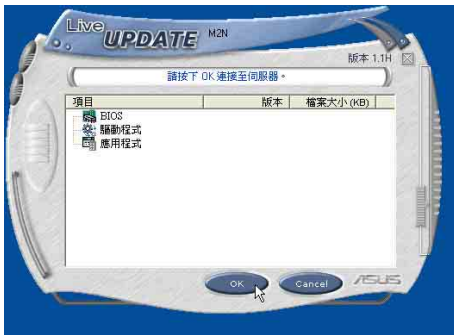 Live UPDATE M2N
版本 1.1H
請按下 OK 連接至伺服器。
項目 版本 檔案大小 (KB)
BIOS
驅動程式
應用程式
OK Cancel ASUS